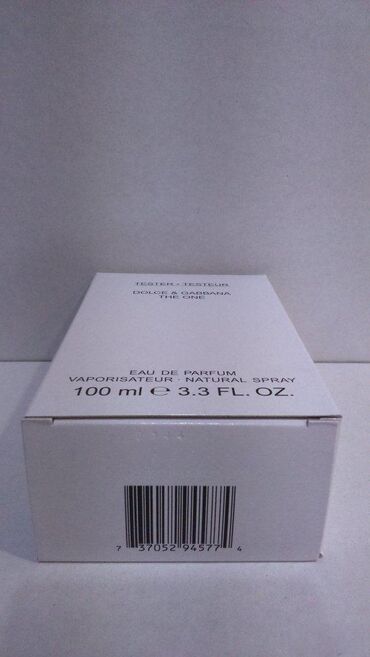 TESTER • TESTEUR
DOLCE & GABBANA
THE ONE
EAU DE PARFUM
VAPORISATEUR · NATURAL SPRAY
100 ml ℮ 3.3 FL. OZ.
7 37052 94577 4